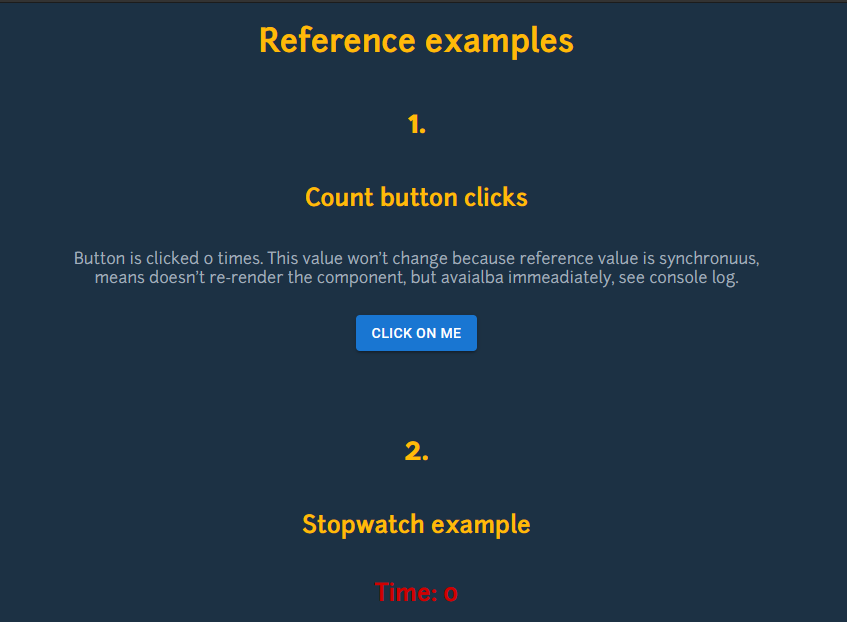 Reference examples
1.
Count button clicks
Button is clicked 0 times. This value won't change because reference value is synchronuus,
means doesn't re-render the component, but avaialba immeadiately, see console log.
CLICK ON ME
2.
Stopwatch example
Time: 0